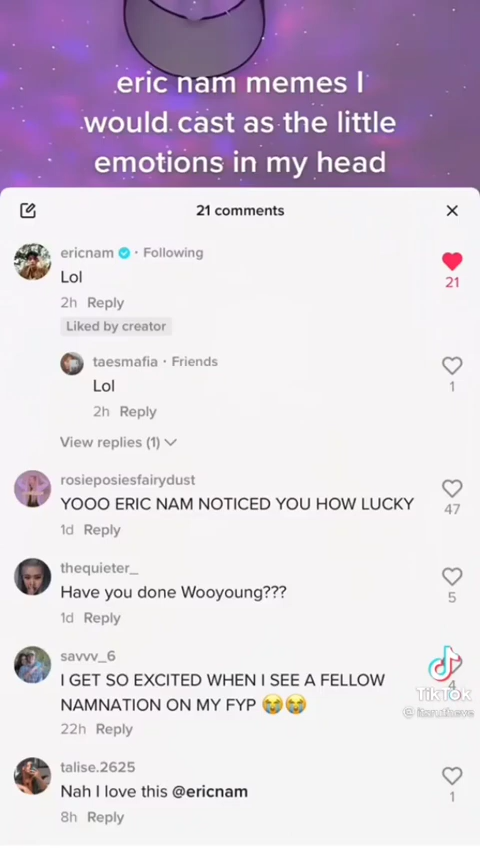 eric nam memes I
would cast as the little
emotions in my head
21 comments
ericnam · Following
Lol
21
2h Reply
Liked by creator
taesmafia · Friends
Lol
1
2h Reply
View replies (1)
rosieposiesfairydust
YOOO ERIC NAM NOTICED YOU HOW LUCKY
47
1d Reply
thequieter_
Have you done Wooyoung???
5
1d Reply
savvv_6
I GET SO EXCITED WHEN I SEE A FELLOW
NAMNATION ON MY FYP 😭😭
4
TikTok
22h Reply
talise.2625
Nah I love this @ericnam
1
8h Reply